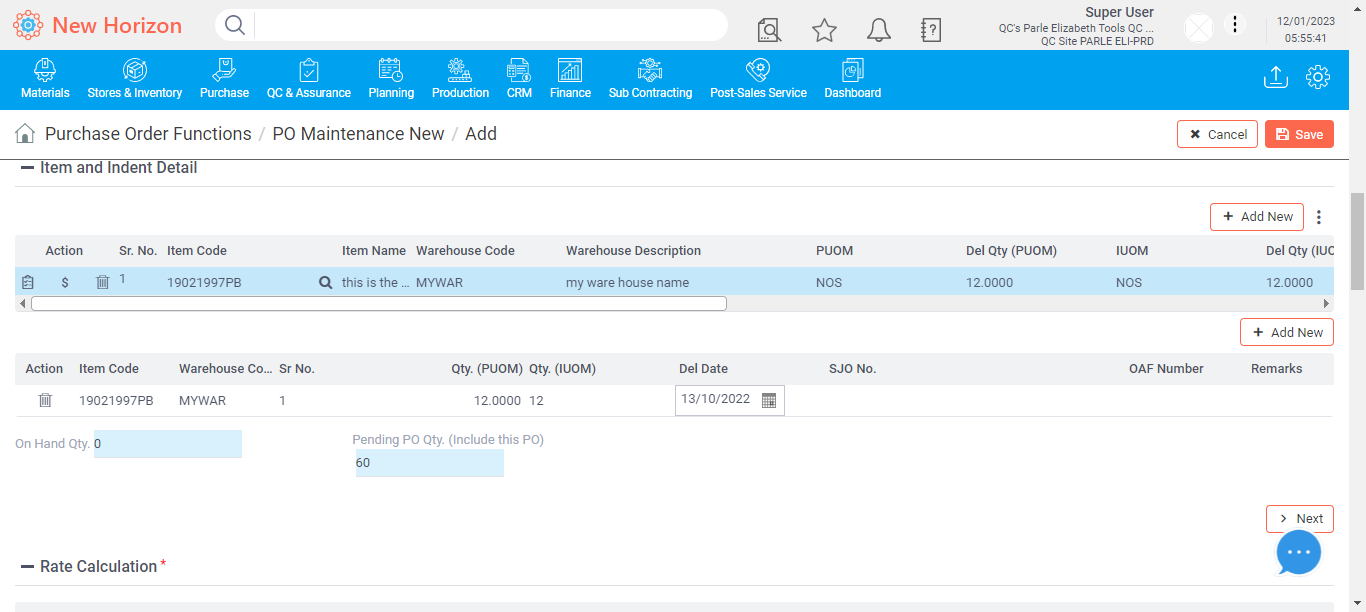 New Horizon
Super User
QC's Parle Elizabeth Tools QC ...
QC Site PARLE ELI-PRD
12/01/2023
05:55:41
Materials Stores & Inventory Purchase QC & Assurance Planning Production CRM Finance Sub Contracting Post-Sales Service Dashboard
Purchase Order Functions / PO Maintenance New / Add
Cancel Save
Item and Indent Detail
+ Add New
Action Sr. No. Item Code Item Name Warehouse Code Warehouse Description PUOM Del Qty (PUOM) IUOM Del Qty (IUO
$ 1 19021997PB this is the ... MYWAR my ware house name NOS 12.0000 NOS 12.0000
+ Add New
Action Item Code Warehouse Co... Sr No. Qty. (PUOM) Qty. (IUOM) Del Date SJO No. OAF Number Remarks
19021997PB MYWAR 1 12.0000 12 13/10/2022
On Hand Qty. 0
Pending PO Qty. (Include this PO)
60
Next
Rate Calculation *